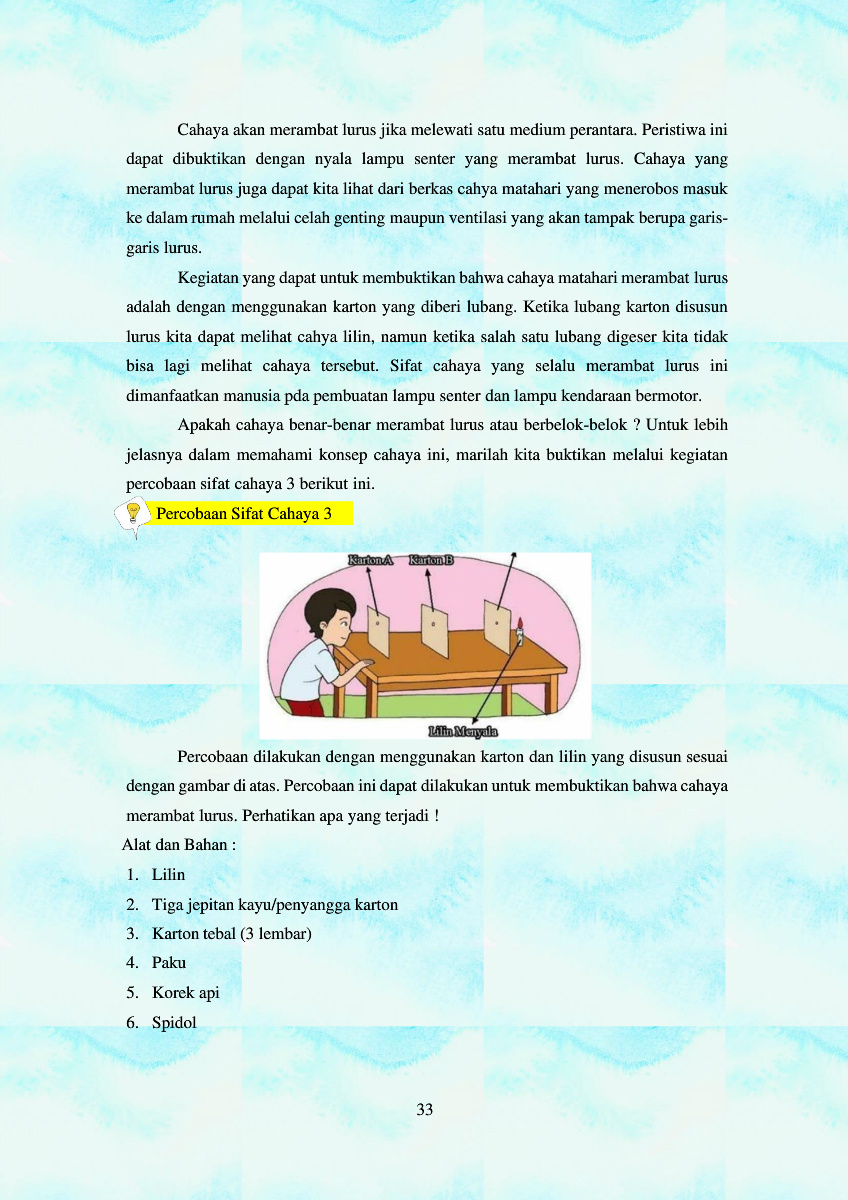 Cahaya akan merambat lurus jika melewati satu medium perantara. Peristiwa ini
dapat dibuktikan dengan nyala lampu senter yang merambat lurus. Cahaya yang
merambat lurus juga dapat kita lihat dari berkas cahya matahari yang menerobos masuk
ke dalam rumah melalui celah genting maupun ventilasi yang akan tampak berupa garis-
garis lurus.
Kegiatan yang dapat untuk membuktikan bahwa cahaya matahari merambat lurus
adalah dengan menggunakan karton yang diberi lubang. Ketika lubang karton disusun
lurus kita dapat melihat cahya lilin, namun ketika salah satu lubang digeser kita tidak
bisa lagi melihat cahaya tersebut. Sifat cahaya yang selalu merambat lurus ini
dimanfaatkan manusia pda pembuatan lampu senter dan lampu kendaraan bermotor.
Apakah cahaya benar-benar merambat lurus atau berbelok-belok ? Untuk lebih
jelasnya dalam memahami konsep cahaya ini, marilah kita buktikan melalui kegiatan
percobaan sifat cahaya 3 berikut ini.
Percobaan Sifat Cahaya 3
Karton A Karton B
Lilin Menyala
Percobaan dilakukan dengan menggunakan karton dan lilin yang disusun sesuai
dengan gambar di atas. Percobaan ini dapat dilakukan untuk membuktikan bahwa cahaya
merambat lurus. Perhatikan apa yang terjadi !
Alat dan Bahan :
1. Lilin
2. Tiga jepitan kayu/penyangga karton
3. Karton tebal (3 lembar)
4. Paku
5. Korek api
6. Spidol
33